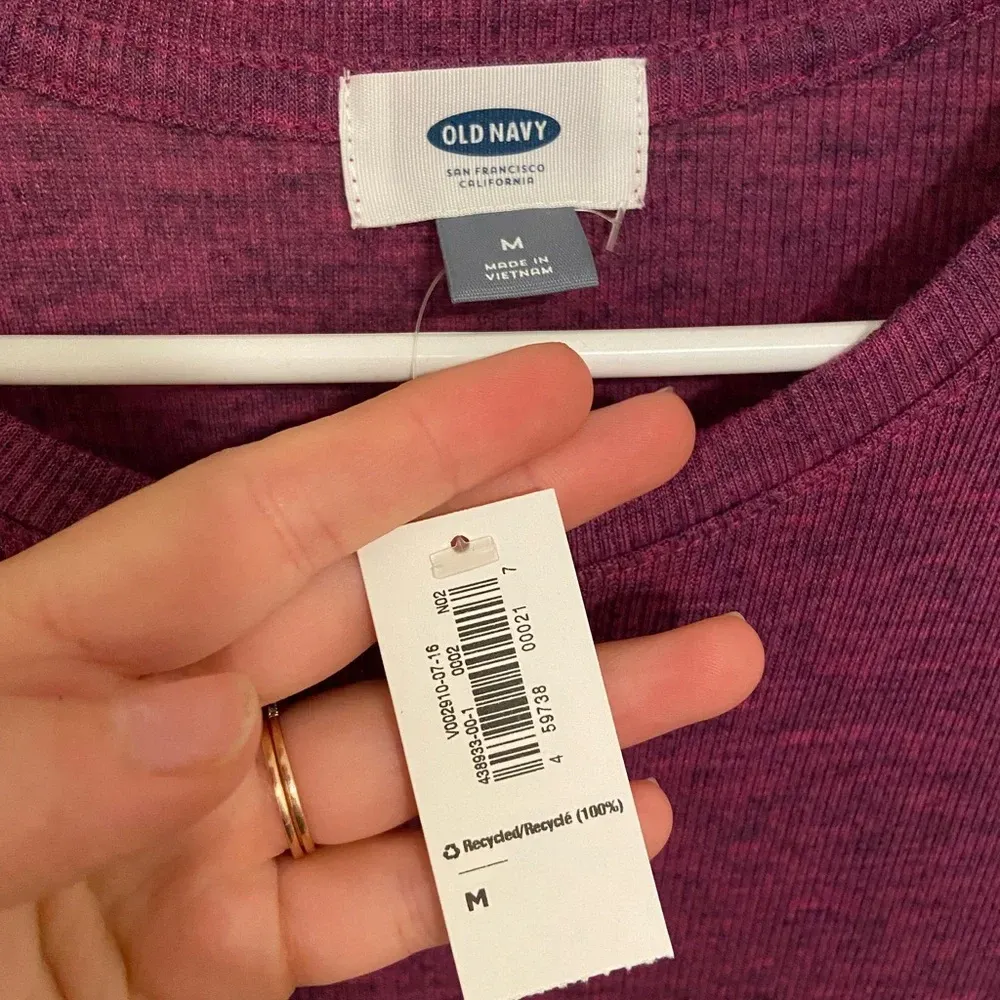 OLD NAVY
SAN FRANCISCO
CALIFORNIA
M
MADE IN
VIETNAM
V002910-07-16 N02
438933-00-1 0002
4 59738 00021 7
Recycled/Recyclé (100%)
M